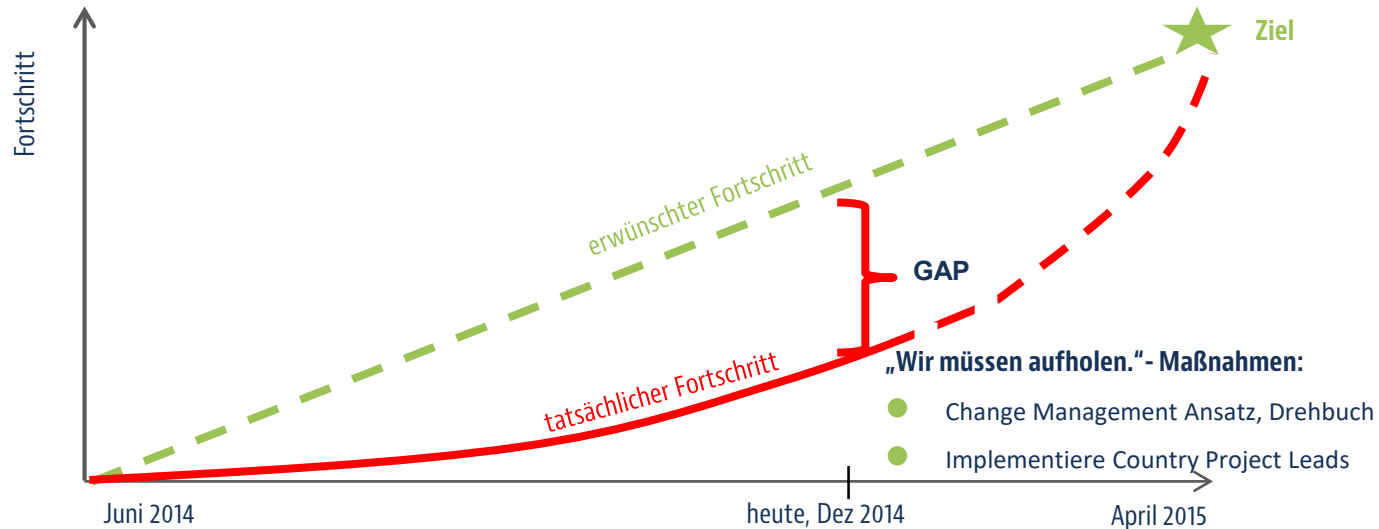 Ziel
Fortschritt
erwünschter Fortschritt
GAP
„Wir müssen aufholen.“- Maßnahmen:
tatsächlicher Fortschritt
Change Management Ansatz, Drehbuch
Implementiere Country Project Leads
Juni 2014
heute, Dez 2014
April 2015